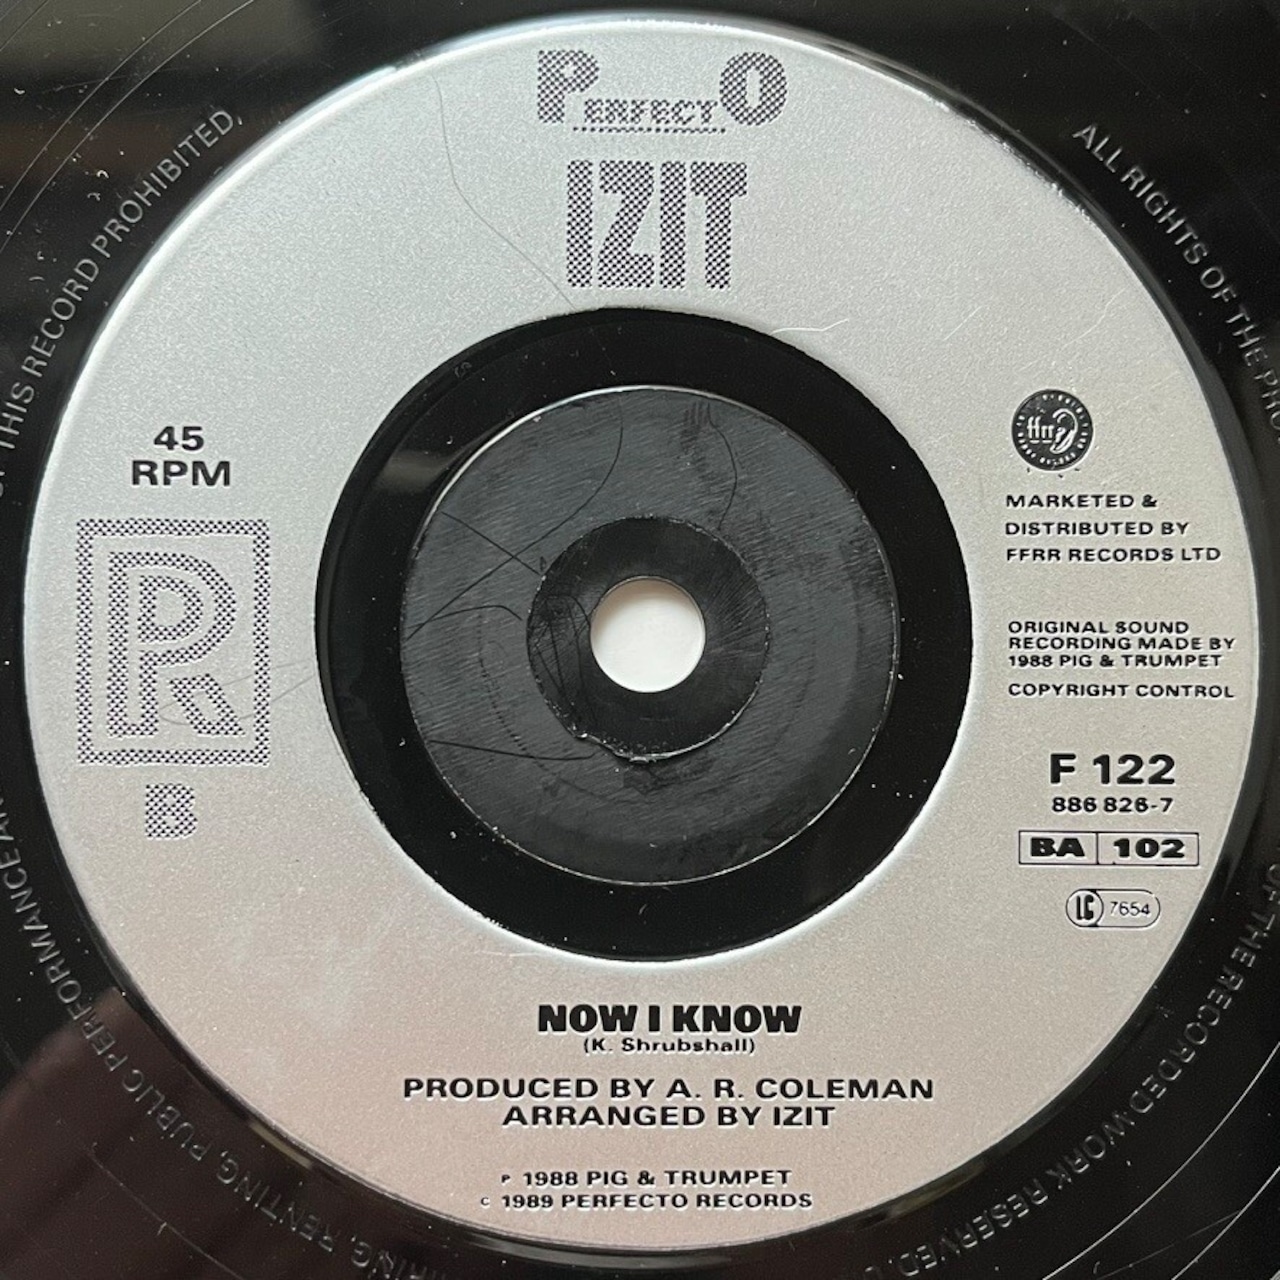 PERFECTO
IZIT
45
RPM
PR
B
ffrr
MARKETED &
DISTRIBUTED BY
FFRR RECORDS LTD
ORIGINAL SOUND
RECORDING MADE BY
1988 PIG & TRUMPET
COPYRIGHT CONTROL
F 122
886 826-7
BA 102
LC 7654
NOW I KNOW
(K. Shrubshall)
PRODUCED BY A. R. COLEMAN
ARRANGED BY IZIT
P 1988 PIG & TRUMPET
C 1989 PERFECTO RECORDS
ALL RIGHTS OF THE
OF THE RECORDED WORK RESERVED.
RENTING, PUBLIC PERFORMANCE
THIS RECORD PROHIBITED.